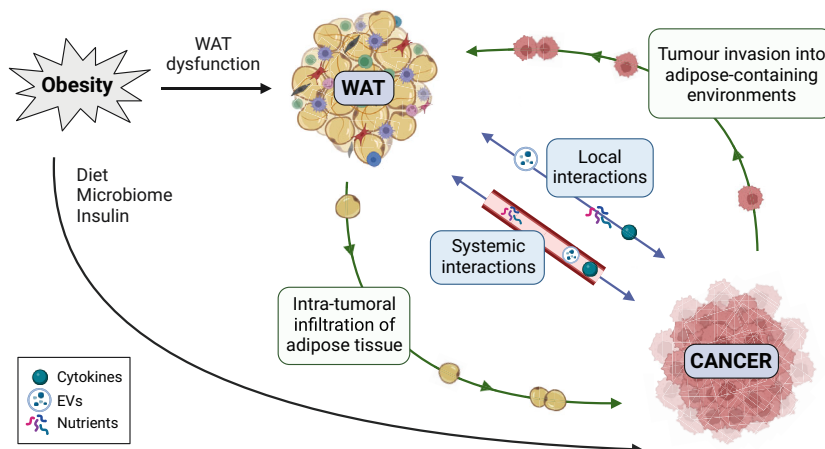 WAT
dysfunction
Obesity
WAT
Tumour invasion into
adipose-containing
environments
Diet
Microbiome
Insulin
Local
interactions
Systemic
interactions
Intra-tumoral
infiltration of
adipose tissue
CANCER
Cytokines
EVs
Nutrients